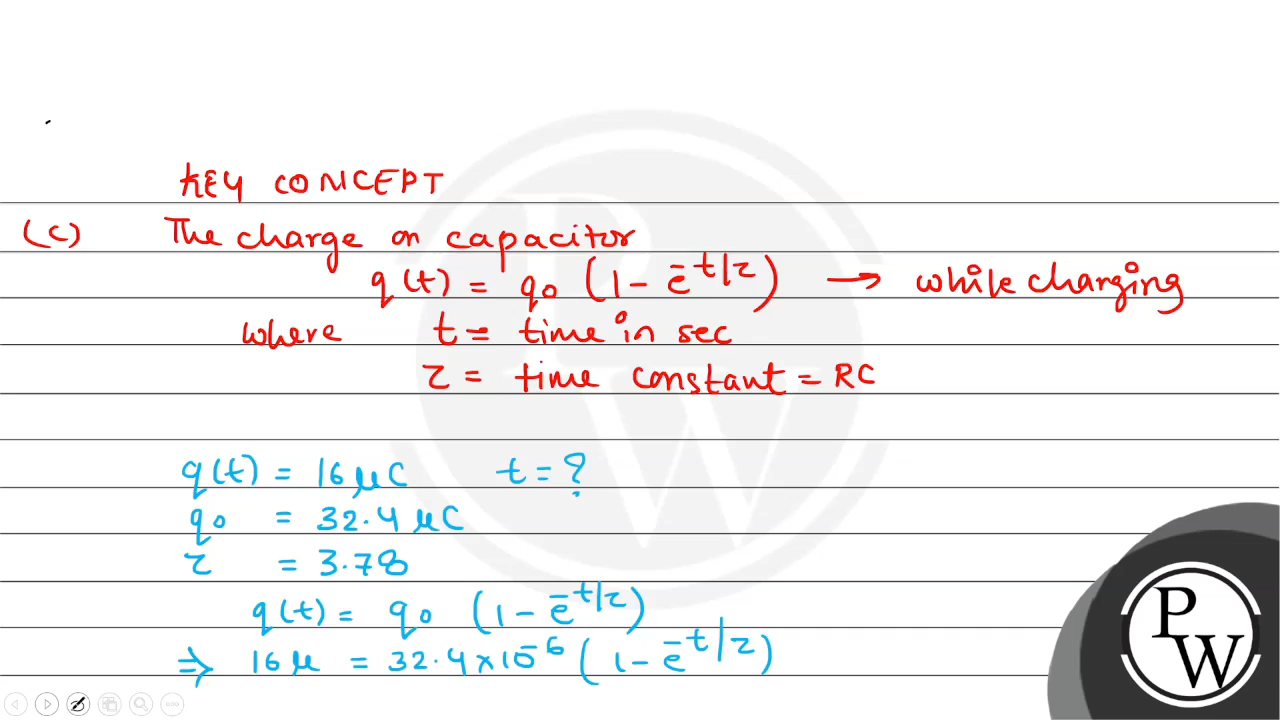 KEY CONCEPT
(C) The charge on capacitor
q(t) = q₀ (1 - e^-t/τ) → while charging
where t = time in sec
τ = time constant = RC
q(t) = 16 μC t = ?
q₀ = 32.4 μC
τ = 3.78
q(t) = q₀ (1 - e^-t/τ)
⇒ 16μ = 32.4 × 10^-6 (1 - e^-t/τ)
PW
PW